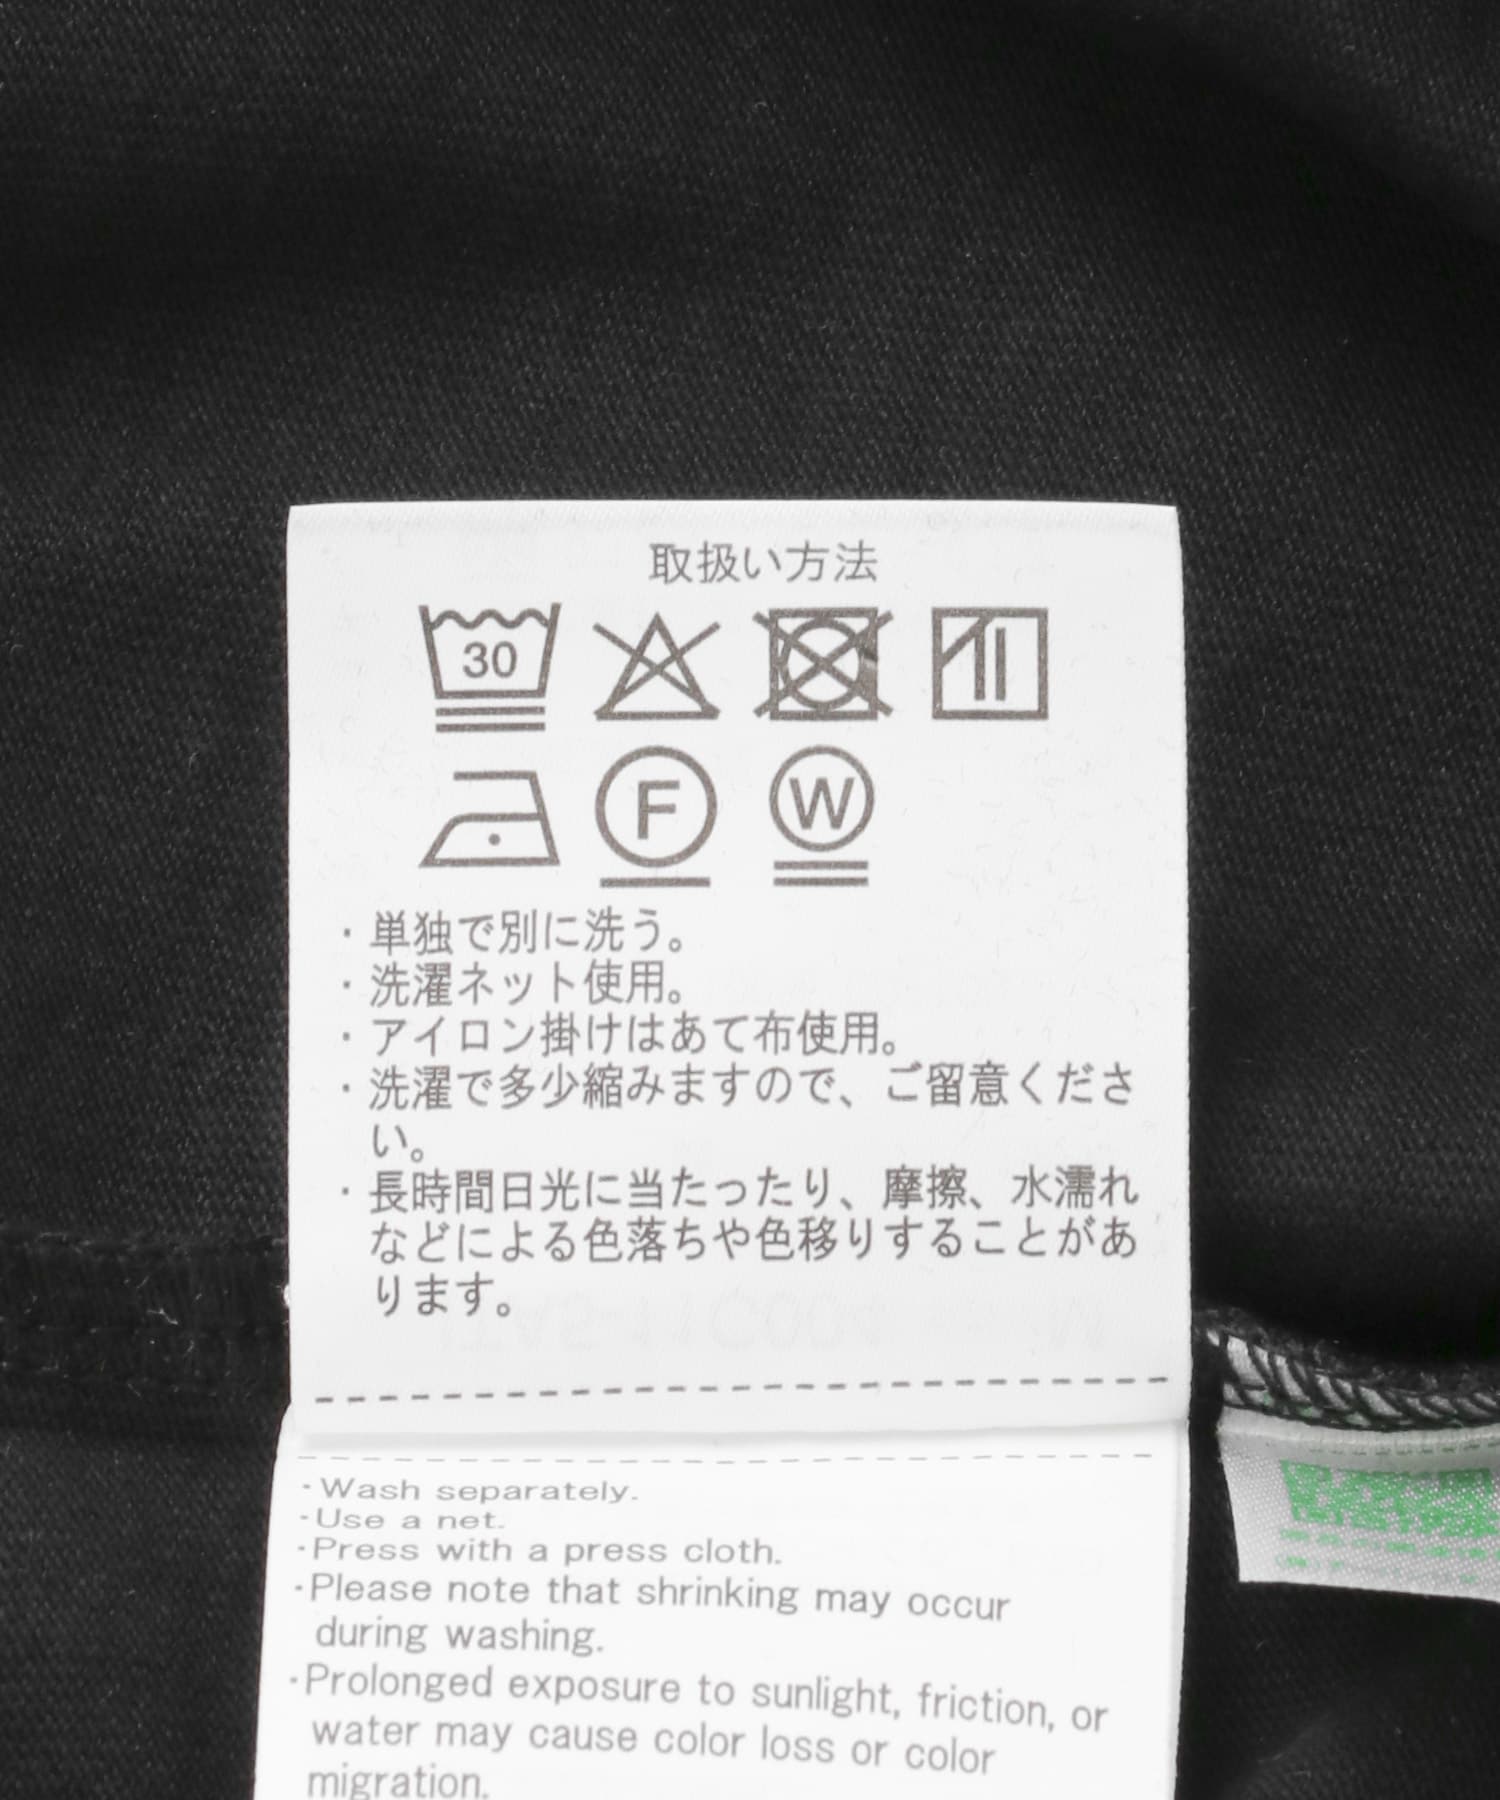 取扱い方法
30
F W
・単独で別に洗う。
・洗濯ネット使用。
・アイロン掛けはあて布使用。
・洗濯で多少縮みますので、ご留意くださ
い。
・長時間日光に当たったり、摩擦、水濡れ
などによる色落ちや色移りすることがあ
ります。
・Wash separately.
・Use a net.
・Press with a press cloth.
・Please note that shrinking may occur
during washing.
・Prolonged exposure to sunlight, friction, or
water may cause color loss or color
migration.